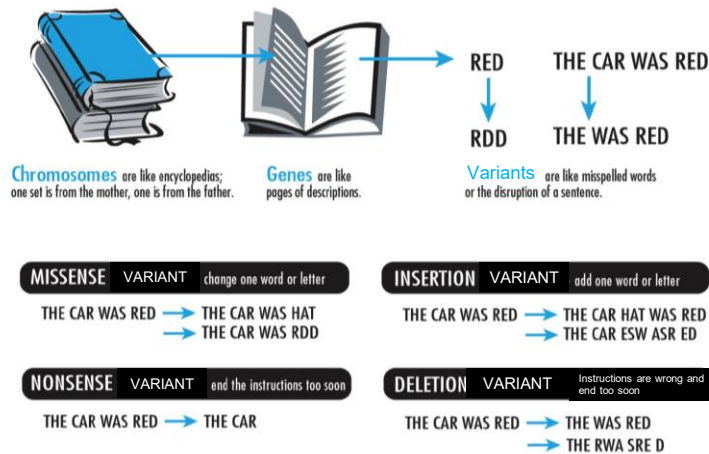 RED THE CAR WAS RED
RDD THE WAS RED
Chromosomes are like encyclopedias;
one set is from the mother, one is from the father.
Genes are like
pages of descriptions.
Variants are like misspelled words
or the disruption of a sentence.
MISSENSE VARIANT change one word or letter
THE CAR WAS RED THE CAR WAS HAT
THE CAR WAS RDD
INSERTION VARIANT add one word or letter
THE CAR WAS RED THE CAR HAT WAS RED
THE CAR ESW ASR ED
NONSENSE VARIANT end the instructions too soon
THE CAR WAS RED THE CAR
DELETION VARIANT Instructions are wrong and
end too soon
THE CAR WAS RED THE WAS RED
THE RWA SRE D